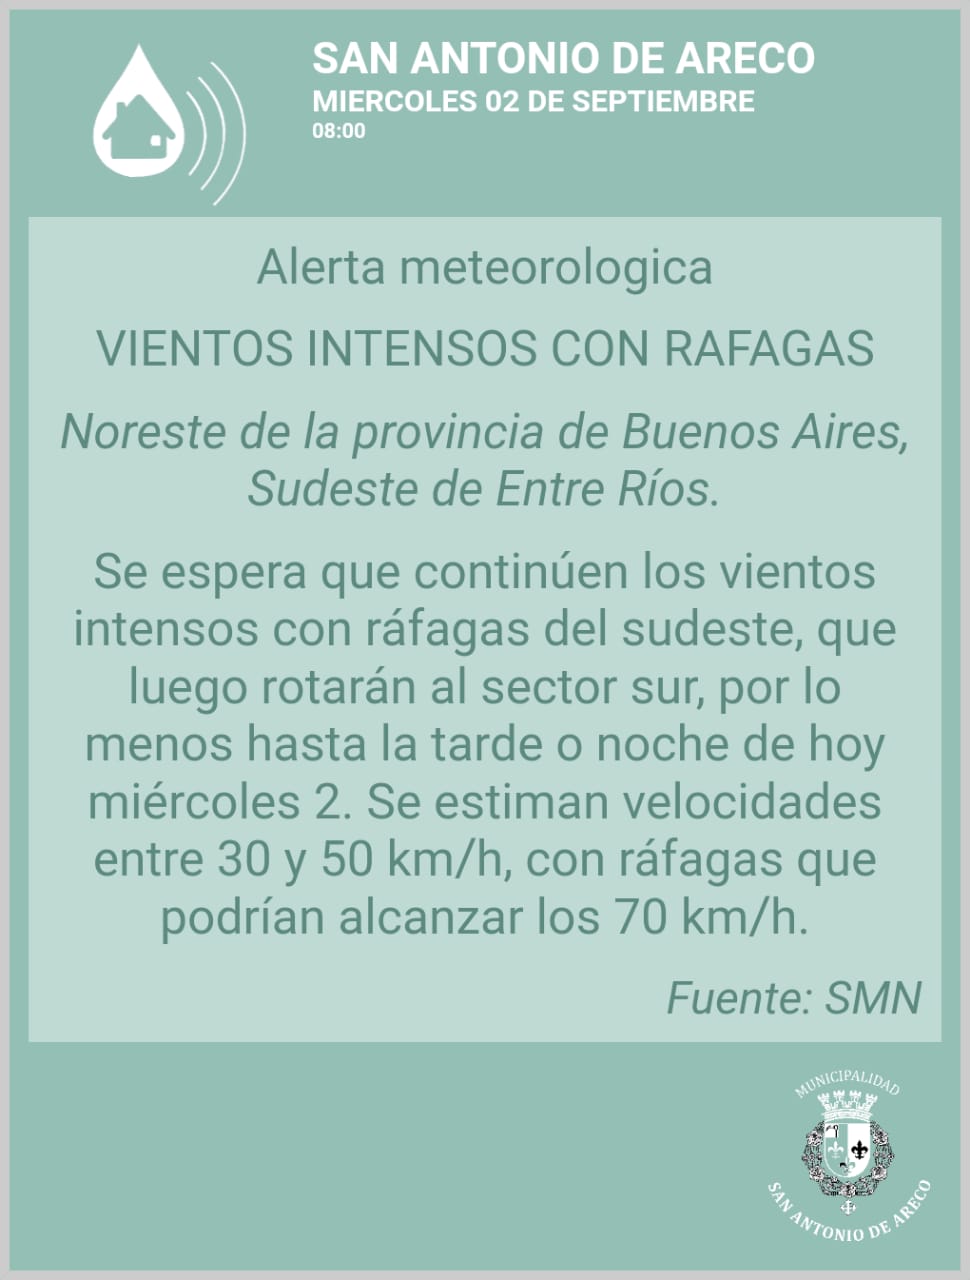 SAN ANTONIO DE ARECO
MIERCOLES 02 DE SEPTIEMBRE
08:00
Alerta meteorologica
VIENTOS INTENSOS CON RAFAGAS
Noreste de la provincia de Buenos Aires,
Sudeste de Entre Ríos.
Se espera que continúen los vientos
intensos con ráfagas del sudeste, que
luego rotarán al sector sur, por lo
menos hasta la tarde o noche de hoy
miércoles 2. Se estiman velocidades
entre 30 y 50 km/h, con ráfagas que
podrían alcanzar los 70 km/h.
Fuente: SMN
MUNICIPALIDAD
SAN ANTONIO DE ARECO